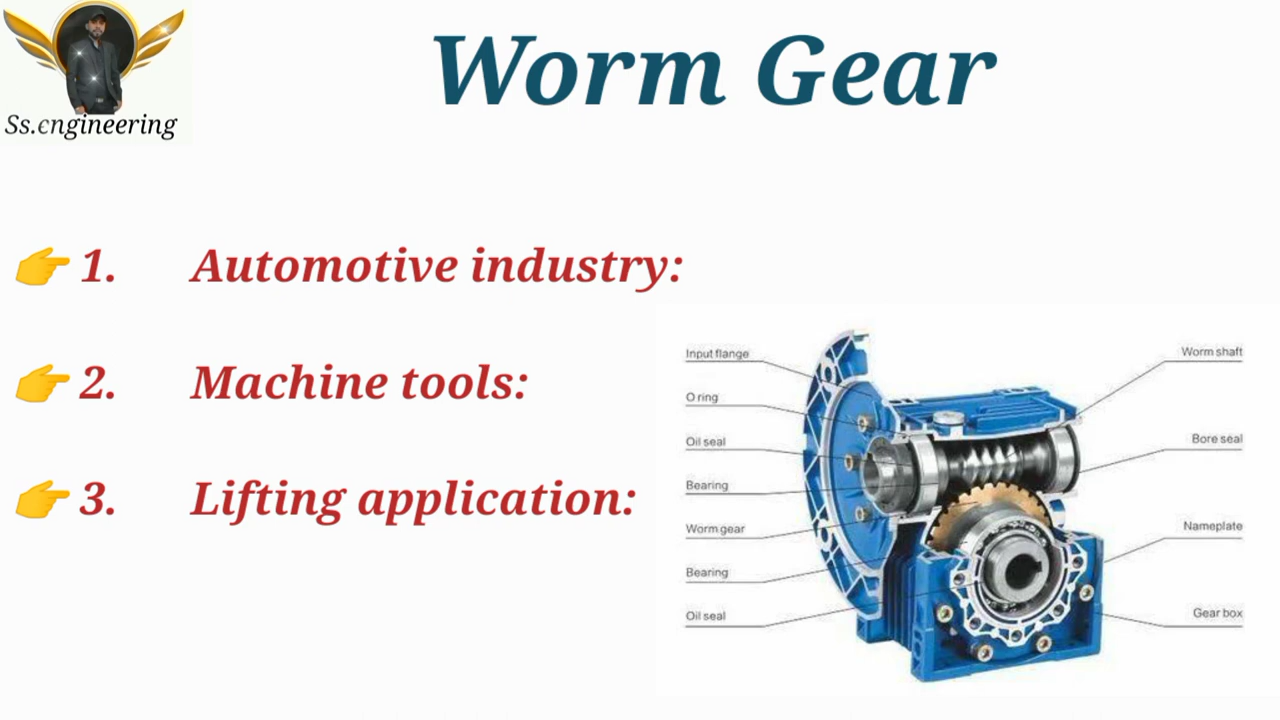 Ss.engineering
Worm Gear
👉 1. Automotive industry:
👉 2. Machine tools:
👉 3. Lifting application:
Input flange
O ring
Oil seal
Bearing
Worm gear
Bearing
Oil seal
Worm shaft
Bore seal
Nameplate
Gear box